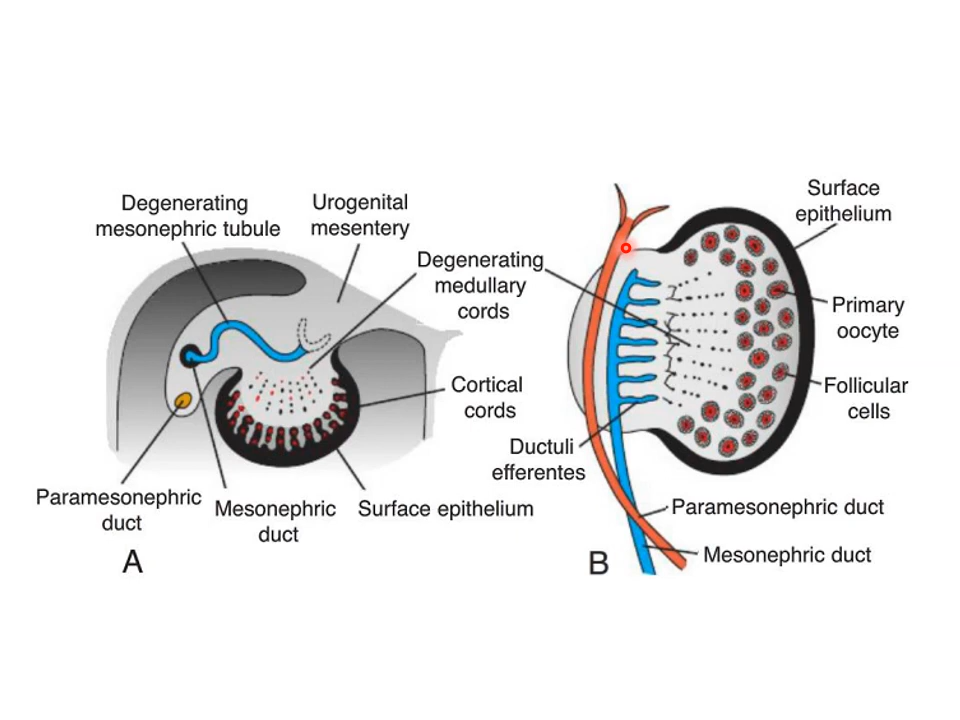 Degenerating
mesonephric tubule
Urogenital
mesentery
Degenerating
medullary
cords
Cortical
cords
Surface epithelium
Mesonephric
duct
Paramesonephric
duct
A
Surface
epithelium
Primary
oocyte
Follicular
cells
Ductuli
efferentes
Paramesonephric duct
Mesonephric duct
B